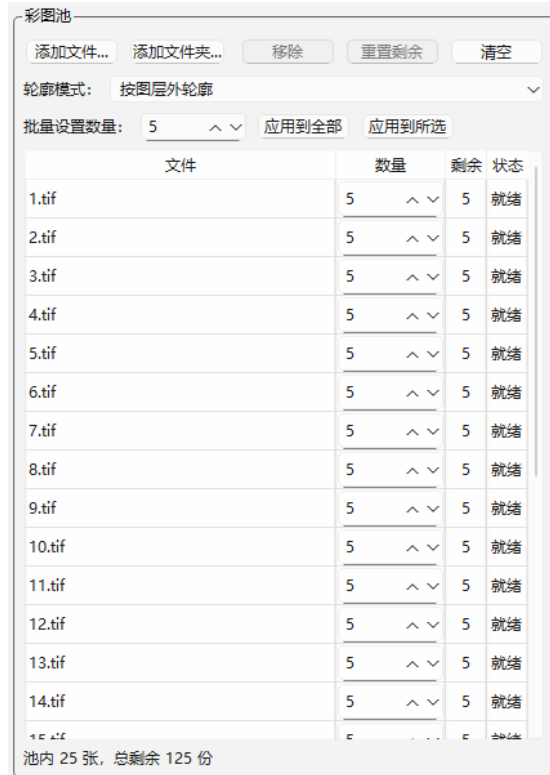 彩图池
添加文件... 添加文件夹... 移除 重置剩余 清空
轮廓模式： 按图层外轮廓
批量设置数量： 5 应用到全部 应用到所选
文件 数量 剩余 状态
1.tif 5 5 就绪
2.tif 5 5 就绪
3.tif 5 5 就绪
4.tif 5 5 就绪
5.tif 5 5 就绪
6.tif 5 5 就绪
7.tif 5 5 就绪
8.tif 5 5 就绪
9.tif 5 5 就绪
10.tif 5 5 就绪
11.tif 5 5 就绪
12.tif 5 5 就绪
13.tif 5 5 就绪
14.tif 5 5 就绪
池内 25 张，总剩余 125 份